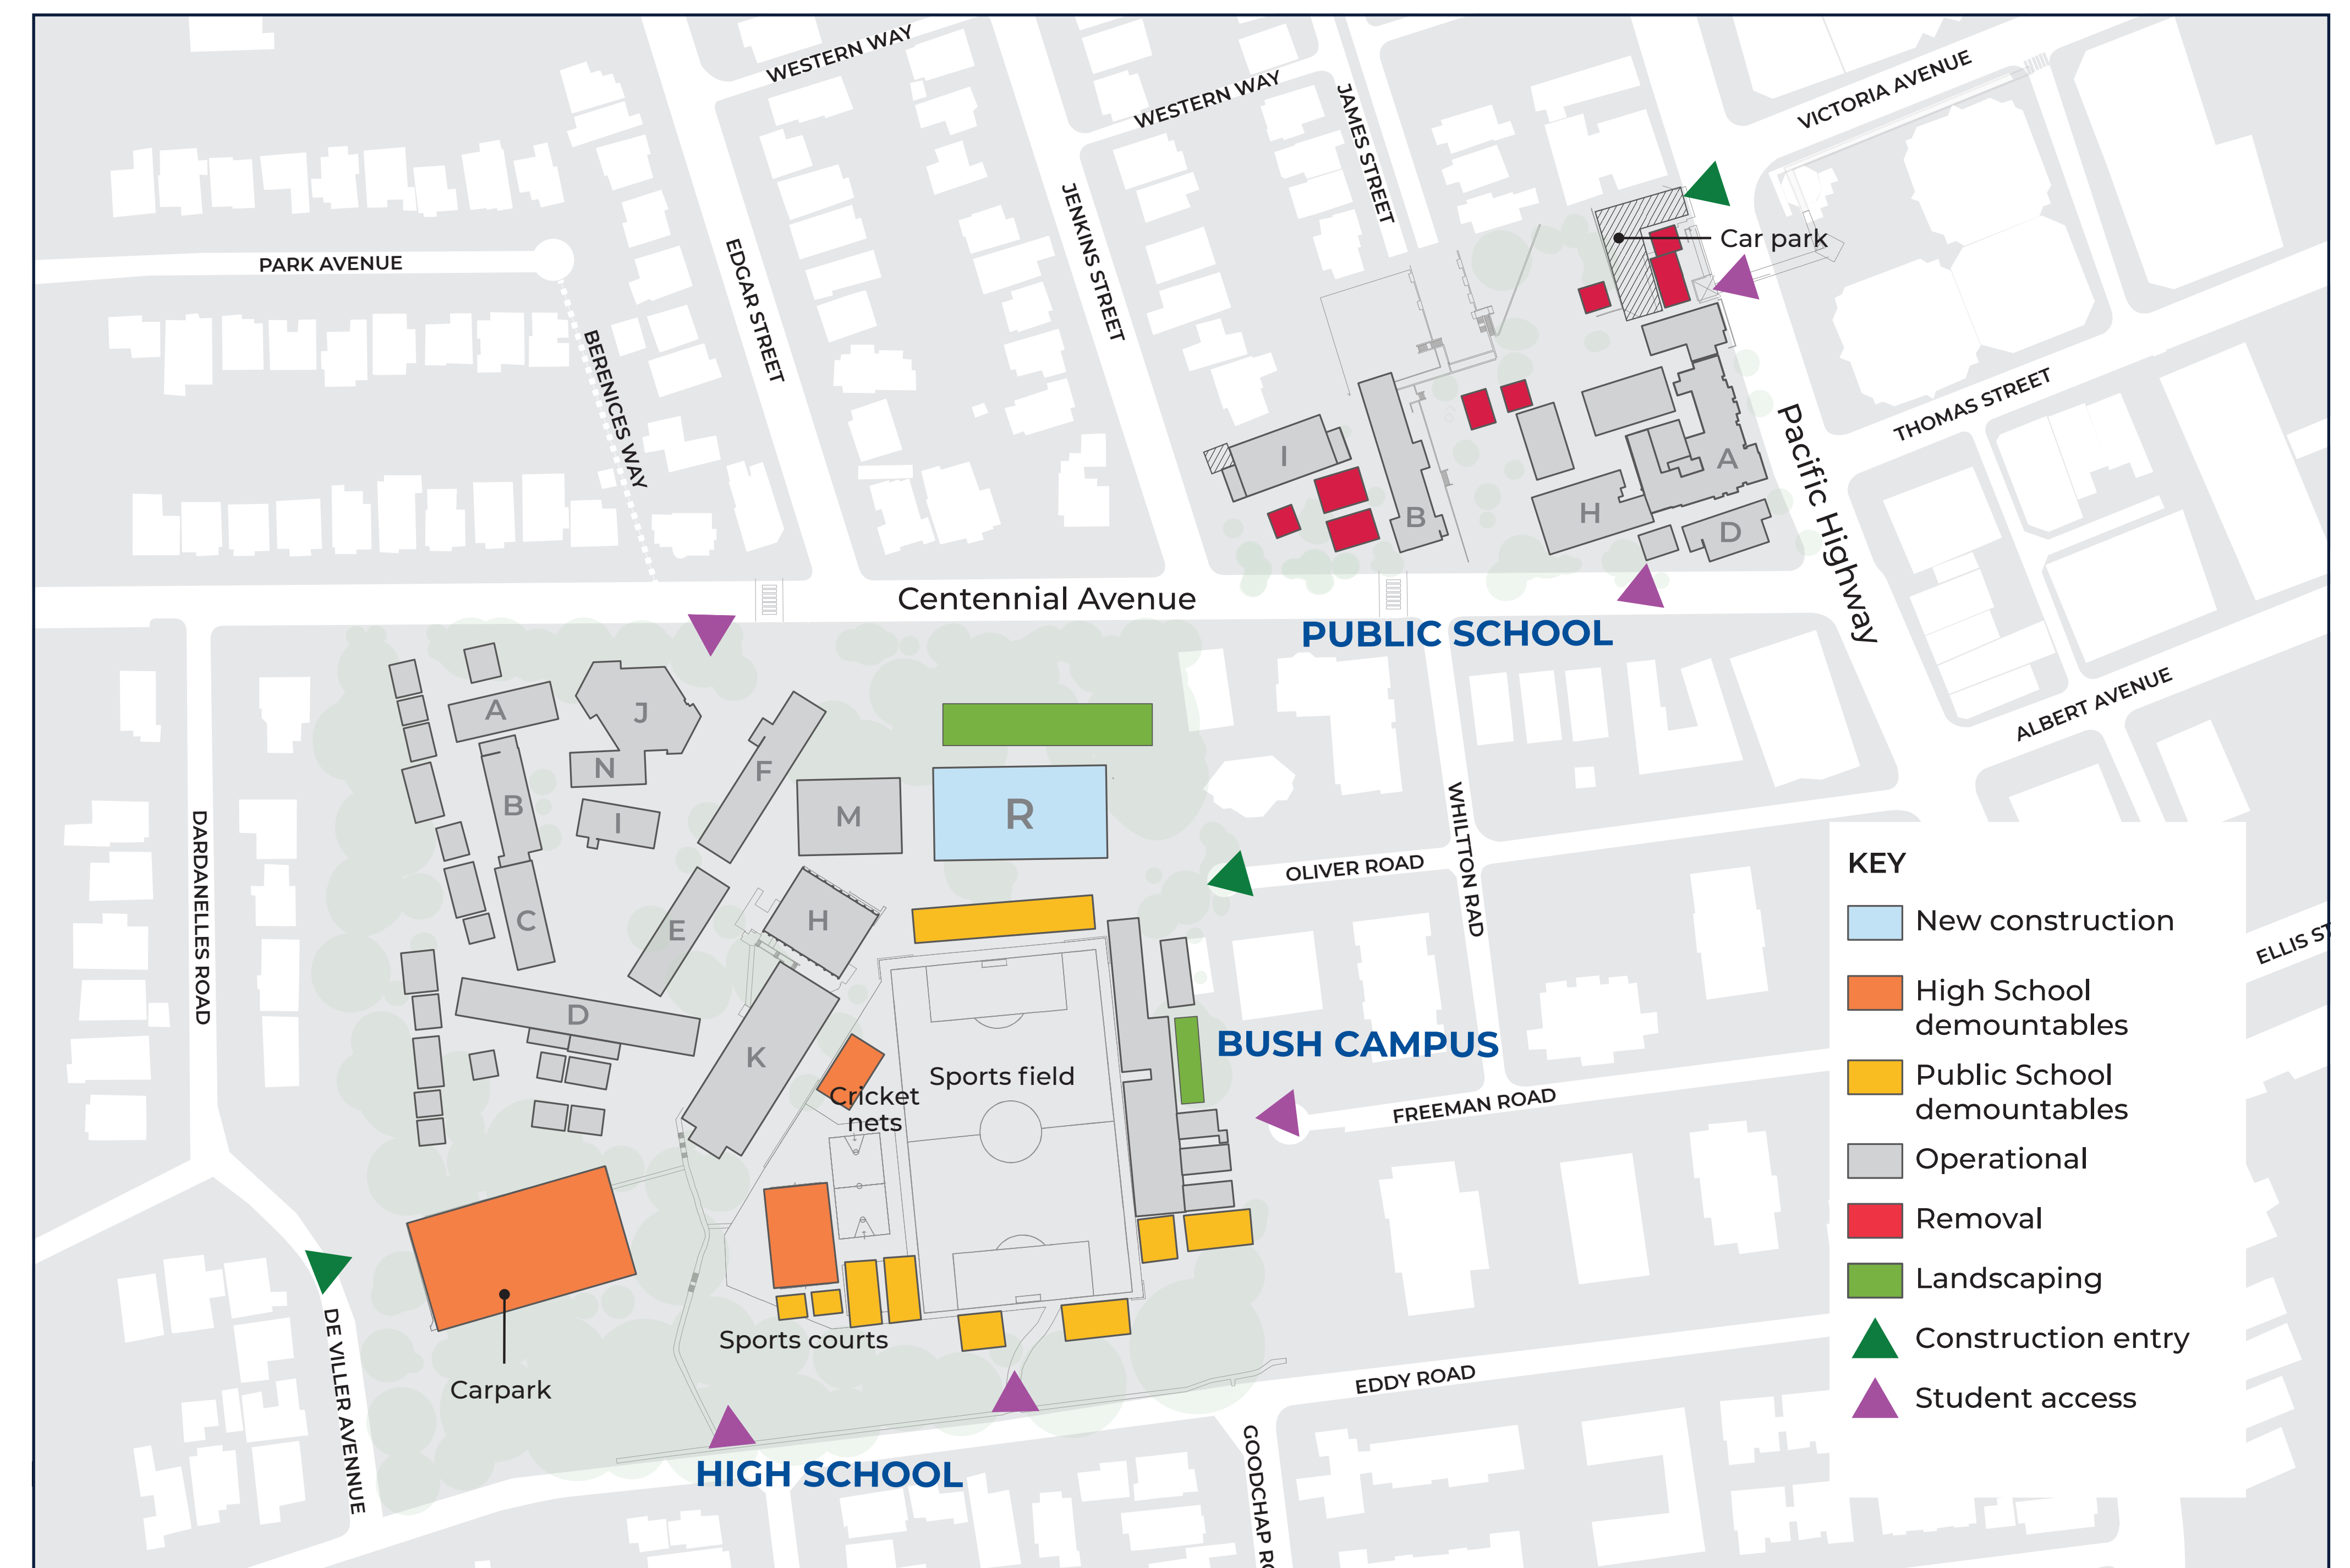 WESTERN WAY
WESTERN WAY
JAMES STREET
VICTORIA AVENUE
PARK AVENUE
EDGAR STREET
JENKINS STREET
BERENICES WAY
Car park
THOMAS STREET
Pacific Highway
I
B
H
A
D
Centennial Avenue
PUBLIC SCHOOL
ALBERT AVENUE
A
J
N
B
I
F
M
R
C
E
H
D
K
DARDANELLES ROAD
OLIVER ROAD
WHILTTON RAD
ELLIS ST
BUSH CAMPUS
Sports field
Cricket
nets
FREEMAN ROAD
Sports courts
Carpark
DE VILLER AVENNUE
EDDY ROAD
HIGH SCHOOL
GOODCHAP RO
KEY
New construction
High School
demountables
Public School
demountables
Operational
Removal
Landscaping
Construction entry
Student access